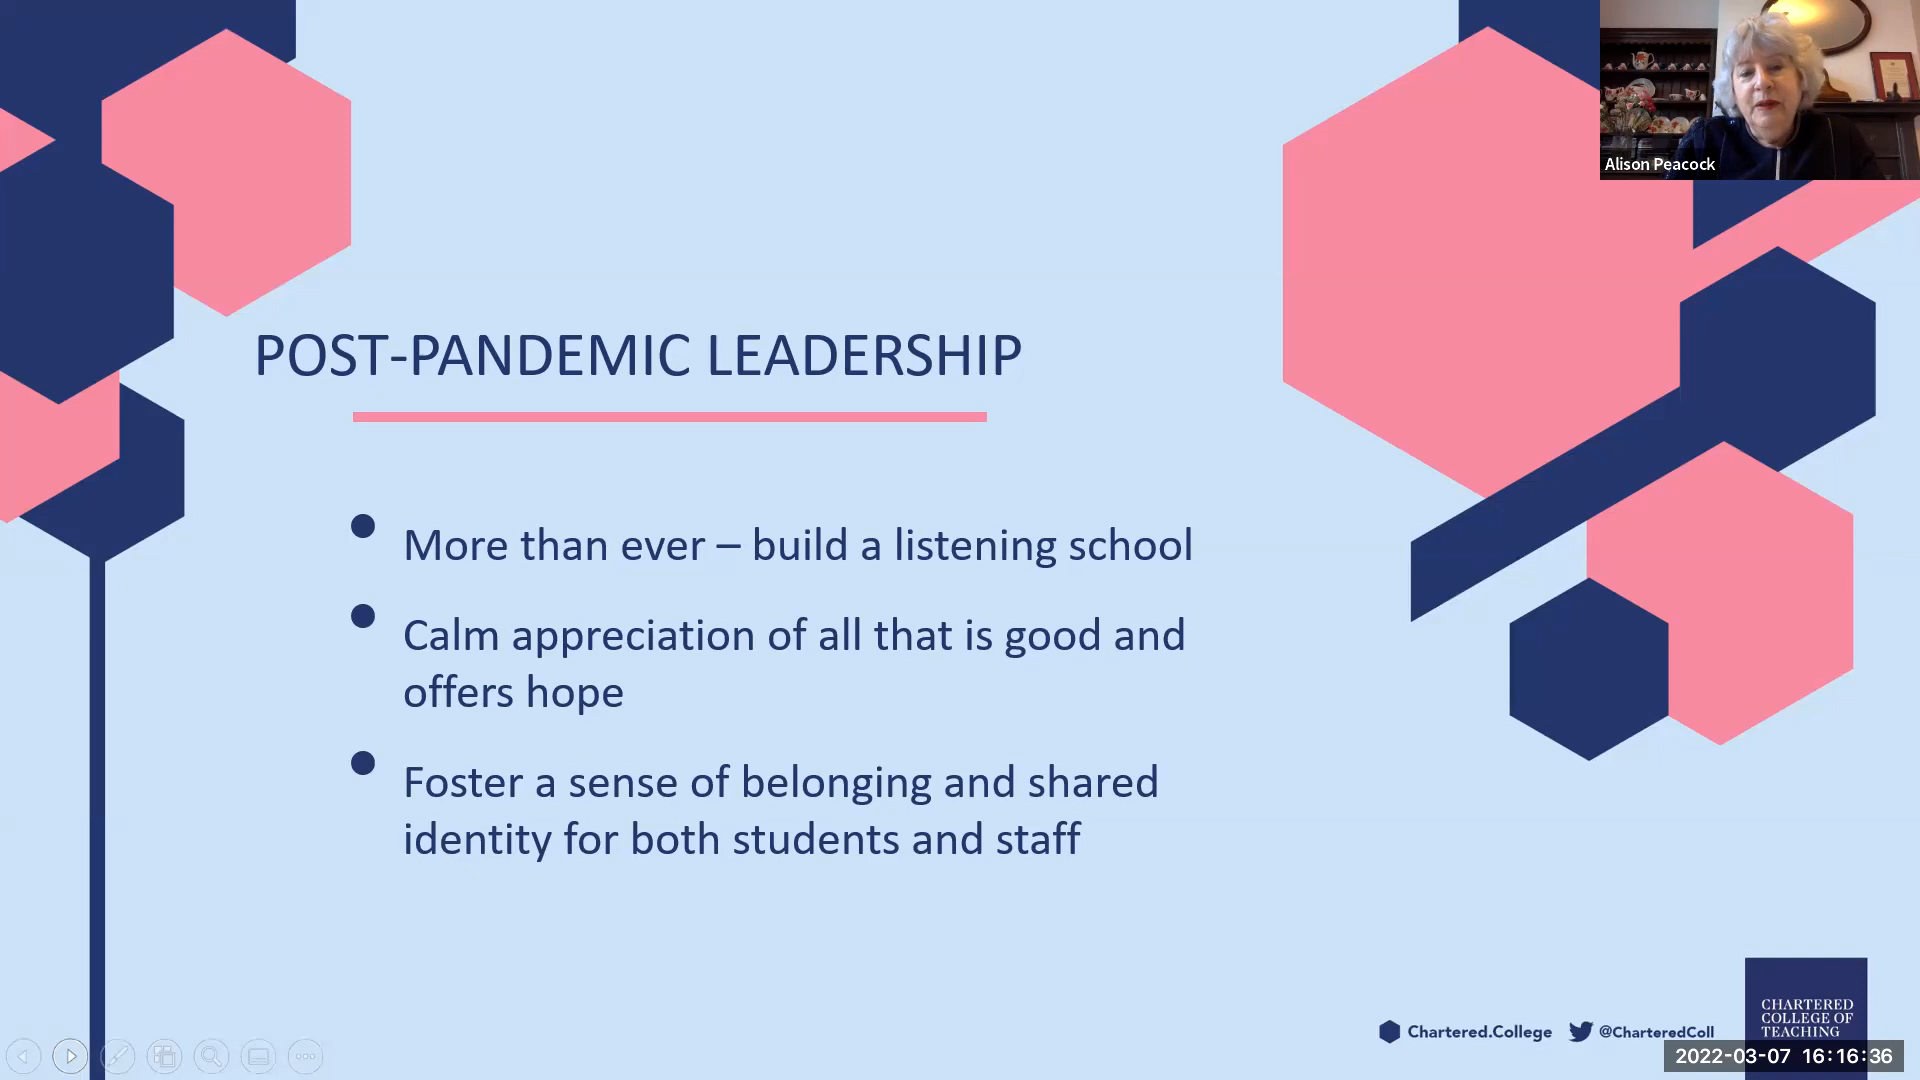 Alison Peacock
POST-PANDEMIC LEADERSHIP
• More than ever – build a listening school
• Calm appreciation of all that is good and
offers hope
• Foster a sense of belonging and shared
identity for both students and staff
Chartered.College @CharteredColl
CHARTERED
COLLEGE OF
TEACHING
2022-03-07 16:16:36